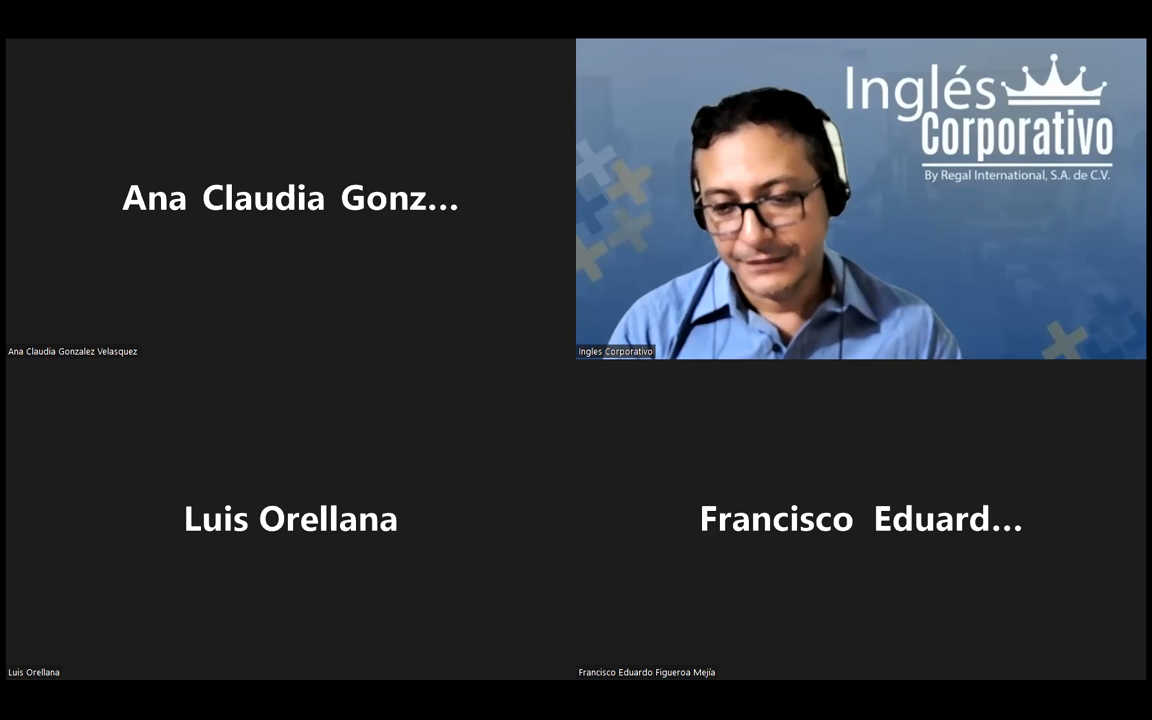 Ana Claudia Gonz...
Ana Claudia Gonzalez Velasquez
Inglés
Corporativo
By Regal International, S.A. de C.V.
Ingles Corporativo
Luis Orellana
Luis Orellana
Francisco Eduard...
Francisco Eduardo Figueroa Mejía